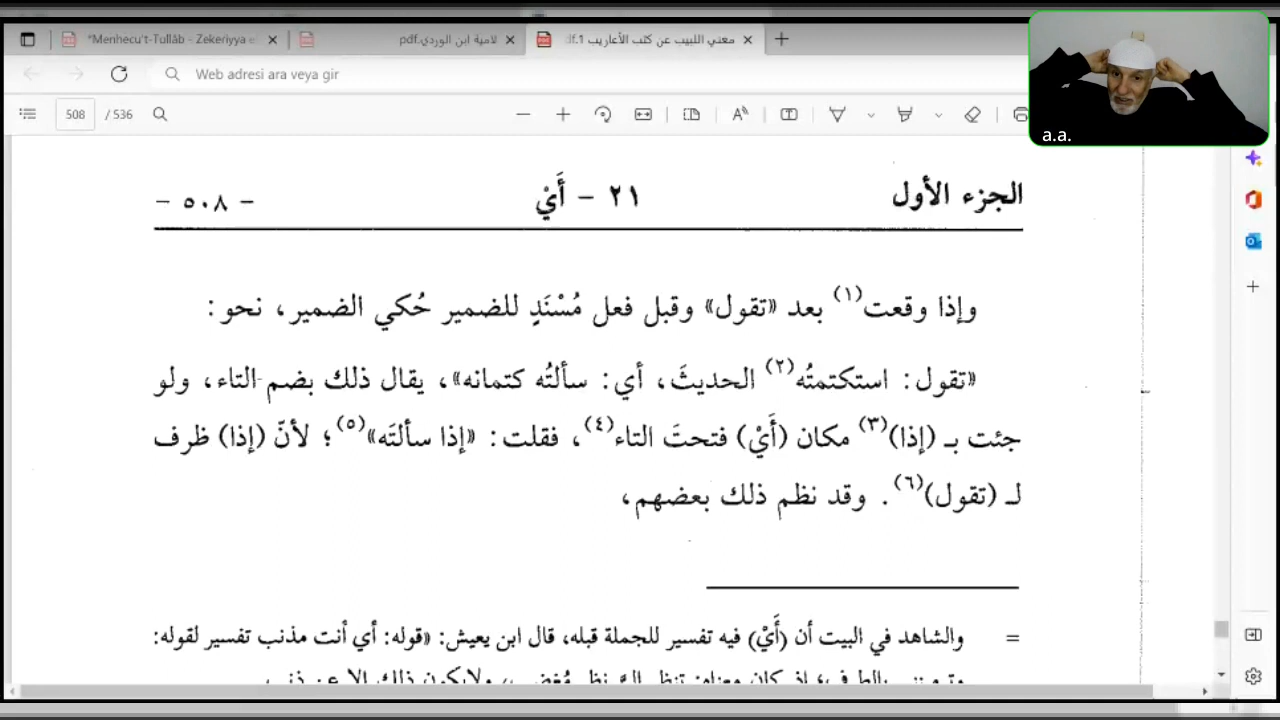 "Menhecu't-Tullâb - Zekeriyye e
لامية ابن الوردي.pdf
مغني اللبيب عن كتب الأعاريب 1.
Web adresi ara veya gir
508 / 536
a.a.
الجزء الأول ٢١ - أَيْ - ٥٠٨ -
وإذا وقعت(١) بعد «تقول» وقبل فعل مُسْنَدٍ للضمير حُكي الضمير، نحو:
«تقول: استكتمتُه(٢) الحديثَ، أي: سألتُه كتمانه»، يقال ذلك بضم التاء، ولو
جئت بـ (إذا)(٣) مكان (أَيْ) فتحتَ التاء(٤)، فقلت: «إذا سألتَه»(٥)؛ لأنّ (إذا) ظرف
لـ (تقول)(٦). وقد نظم ذلك بعضهم،
= والشاهد في البيت أن (أَيْ) فيه تفسير للجملة قبله، قال ابن يعيش: «قوله: أي أنت مذنب تفسير لقوله: